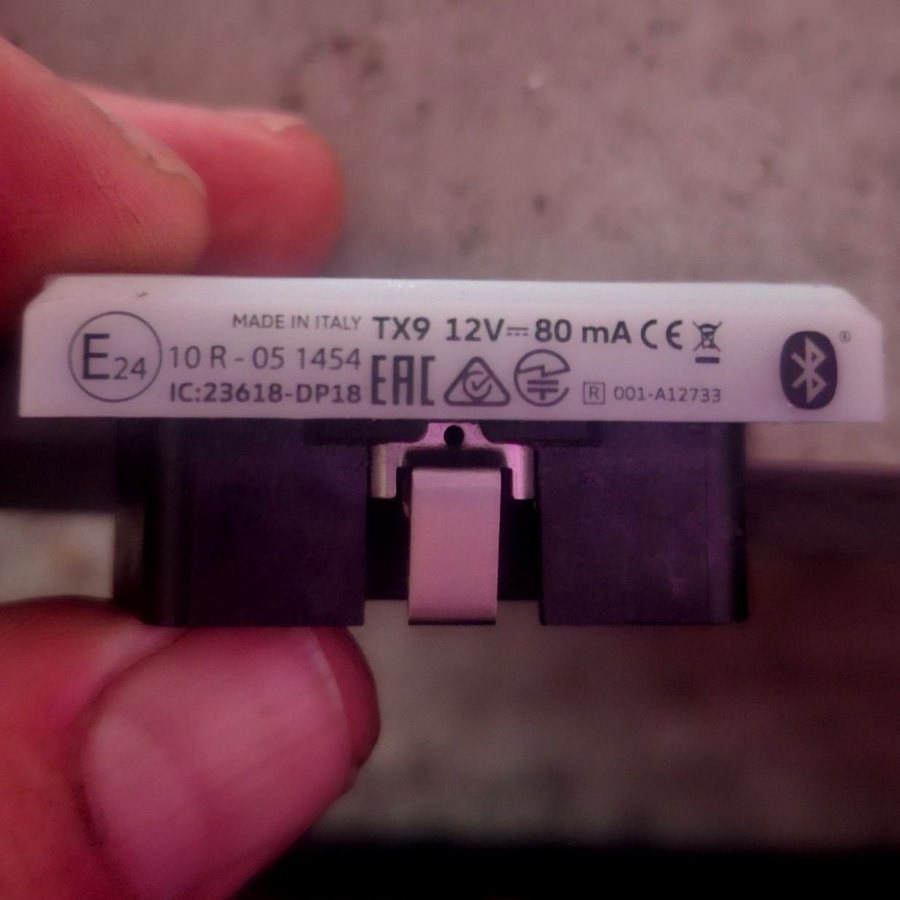 MADE IN ITALY TX9 12V⎓80 mA CE
E24 10 R - 05 1454 EAC
IC:23618-DP18 R 001-A12733
®